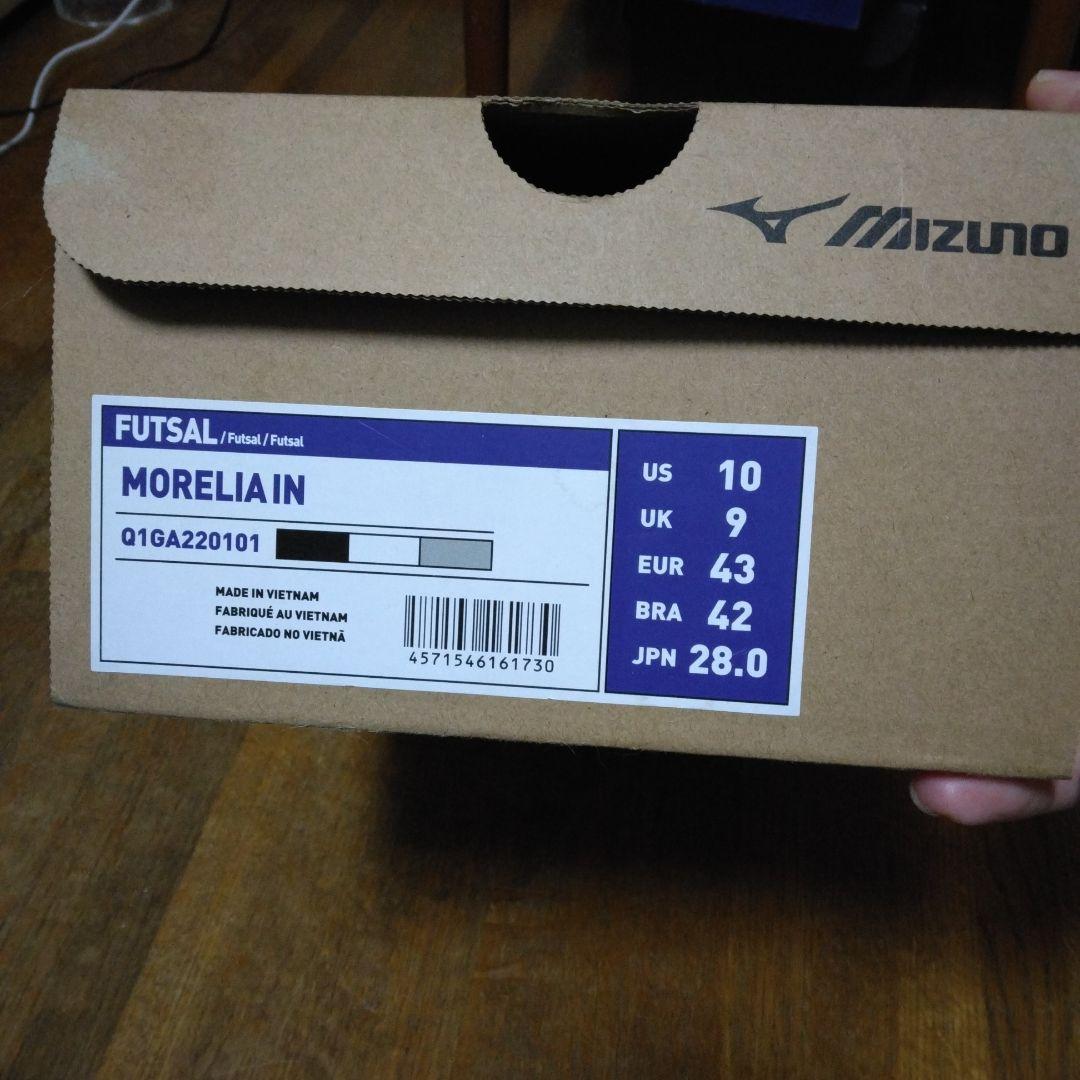 MIZUNO
FUTSAL / Futsal / Futsal
MORELIA IN
Q1GA220101
MADE IN VIETNAM
FABRIQUÉ AU VIETNAM
FABRICADO NO VIETNÃ
4571546161730
US 10
UK 9
EUR 43
BRA 42
JPN 28.0